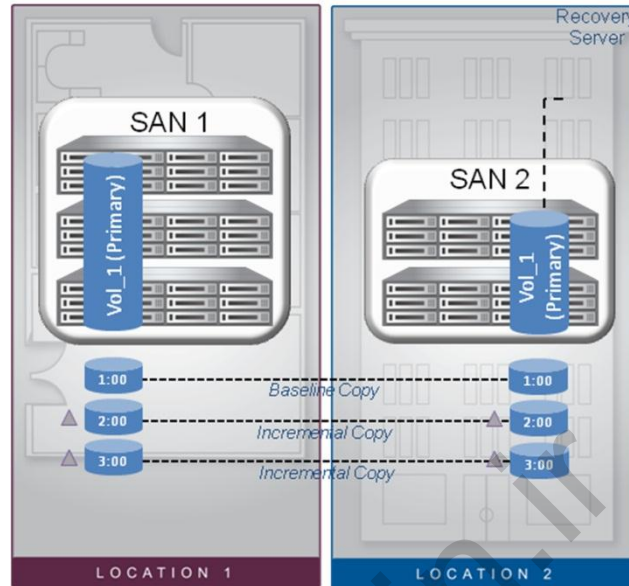 Recovery
Server
SAN 1
Vol_1 (Primary)
SAN 2
Vol_1
(Primary)
1:00
Baseline Copy
1:00
2:00
Incremental Copy
2:00
3:00
Incremental Copy
3:00
LOCATION 1
LOCATION 2